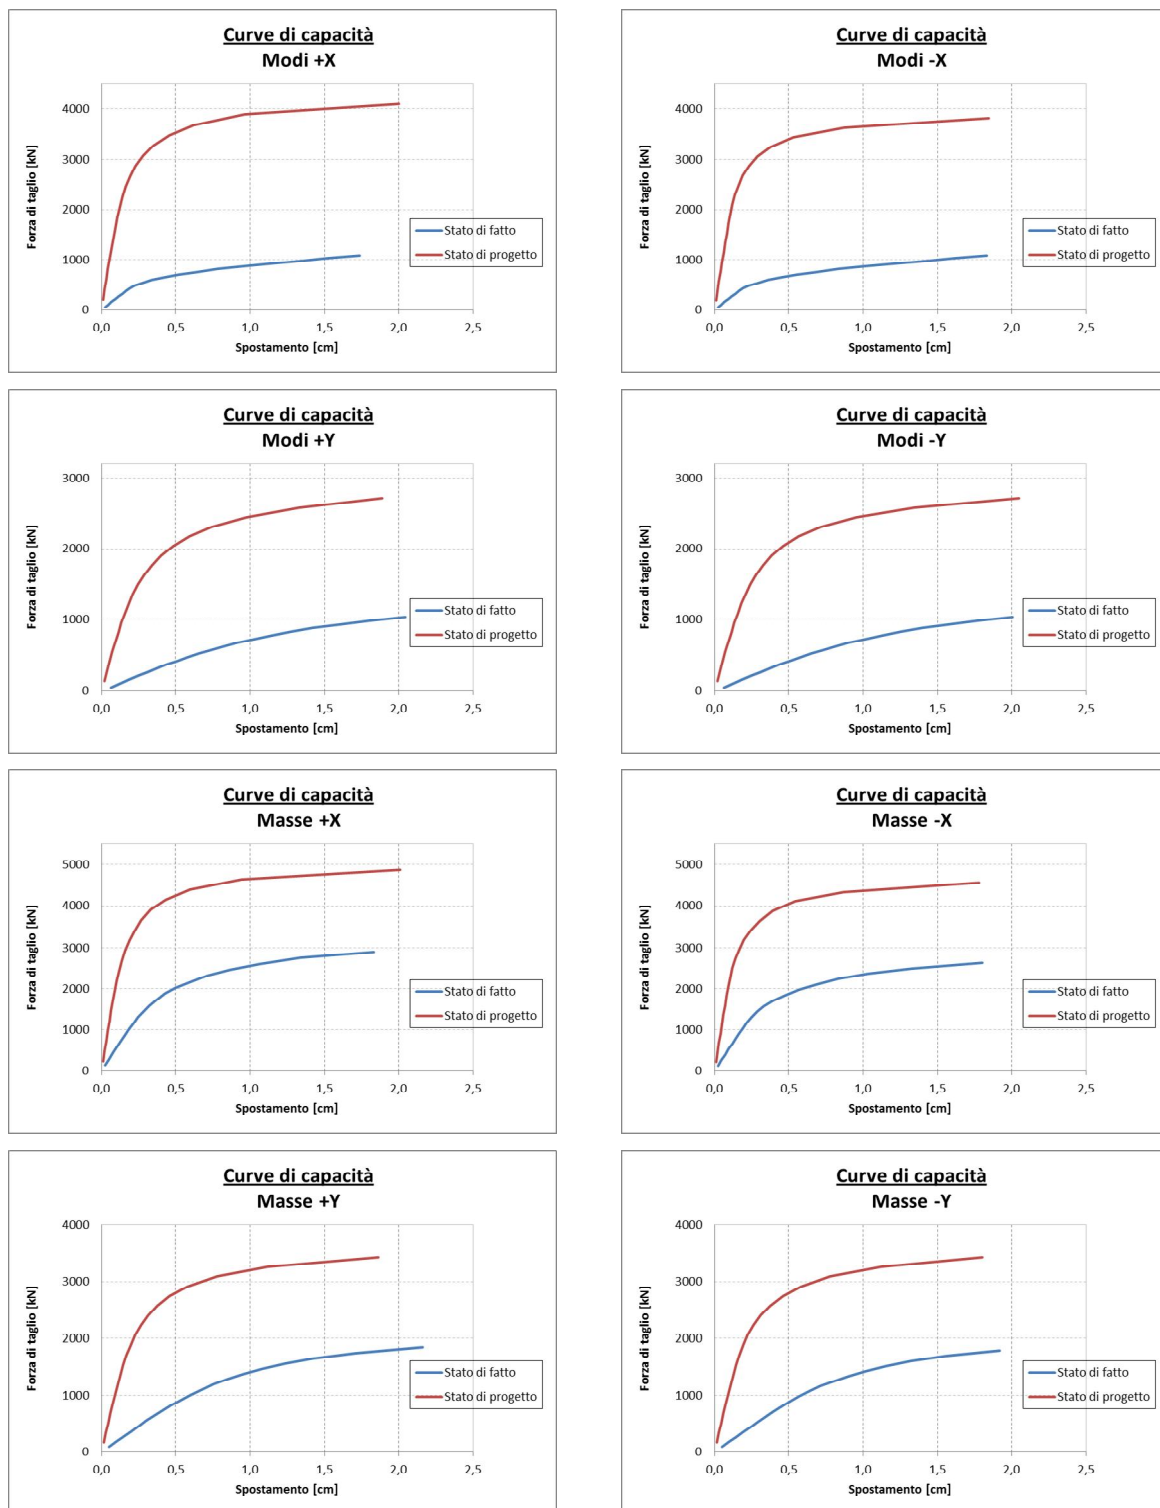 Curve di capacità
Modi +X
Forza di taglio [kN]
4000
3000
2000
1000
0
0,0 0,5 1,0 1,5 2,0 2,5
Spostamento [cm]
Stato di fatto
Stato di progetto
Curve di capacità
Modi -X
Forza di taglio [kN]
4000
3000
2000
1000
0
0,0 0,5 1,0 1,5 2,0 2,5
Spostamento [cm]
Stato di fatto
Stato di progetto
Curve di capacità
Modi +Y
Forza di taglio [kN]
3000
2000
1000
0
0,0 0,5 1,0 1,5 2,0 2,5
Spostamento [cm]
Stato di fatto
Stato di progetto
Curve di capacità
Modi -Y
Forza di taglio [kN]
3000
2000
1000
0
0,0 0,5 1,0 1,5 2,0 2,5
Spostamento [cm]
Stato di fatto
Stato di progetto
Curve di capacità
Masse +X
Forza di taglio [kN]
5000
4000
3000
2000
1000
0
0,0 0,5 1,0 1,5 2,0 2,5
Spostamento [cm]
Stato di fatto
Stato di progetto
Curve di capacità
Masse -X
Forza di taglio [kN]
5000
4000
3000
2000
1000
0
0,0 0,5 1,0 1,5 2,0 2,5
Spostamento [cm]
Stato di fatto
Stato di progetto
Curve di capacità
Masse +Y
Forza di taglio [kN]
4000
3000
2000
1000
0
0,0 0,5 1,0 1,5 2,0 2,5
Spostamento [cm]
Stato di fatto
Stato di progetto
Curve di capacità
Masse -Y
Forza di taglio [kN]
4000
3000
2000
1000
0
0,0 0,5 1,0 1,5 2,0 2,5
Spostamento [cm]
Stato di fatto
Stato di progetto